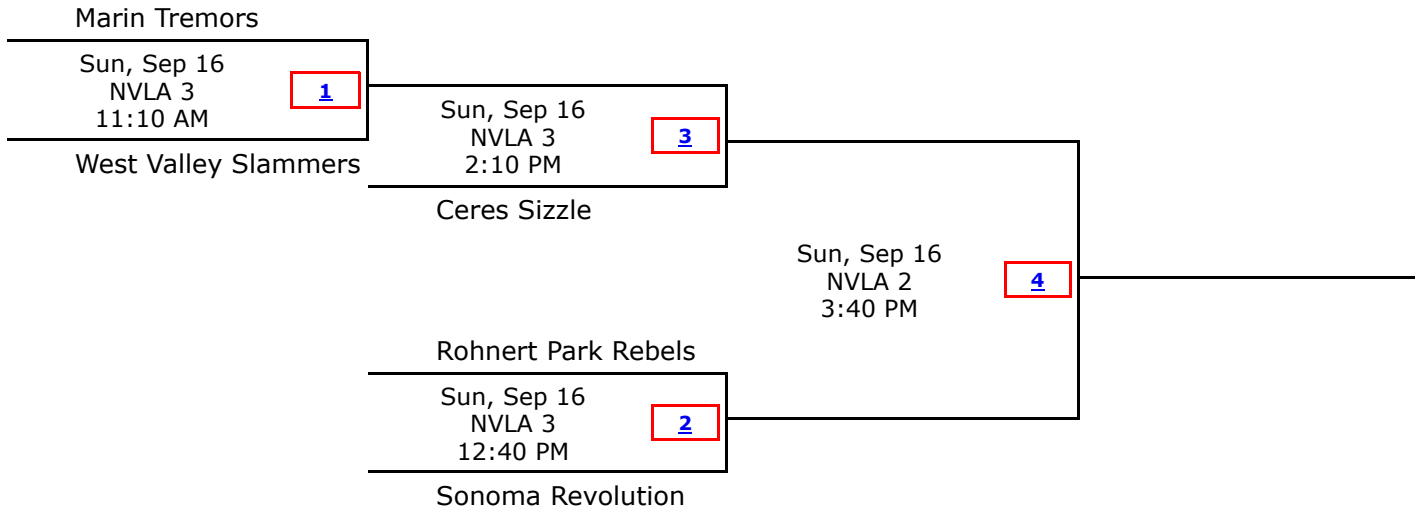 Marin Tremors
Sun, Sep 16
NVLA 3
11:10 AM
1
West Valley Slammers
Sun, Sep 16
NVLA 3
2:10 PM
3
Ceres Sizzle
Sun, Sep 16
NVLA 2
3:40 PM
4
Rohnert Park Rebels
Sun, Sep 16
NVLA 3
12:40 PM
2
Sonoma Revolution